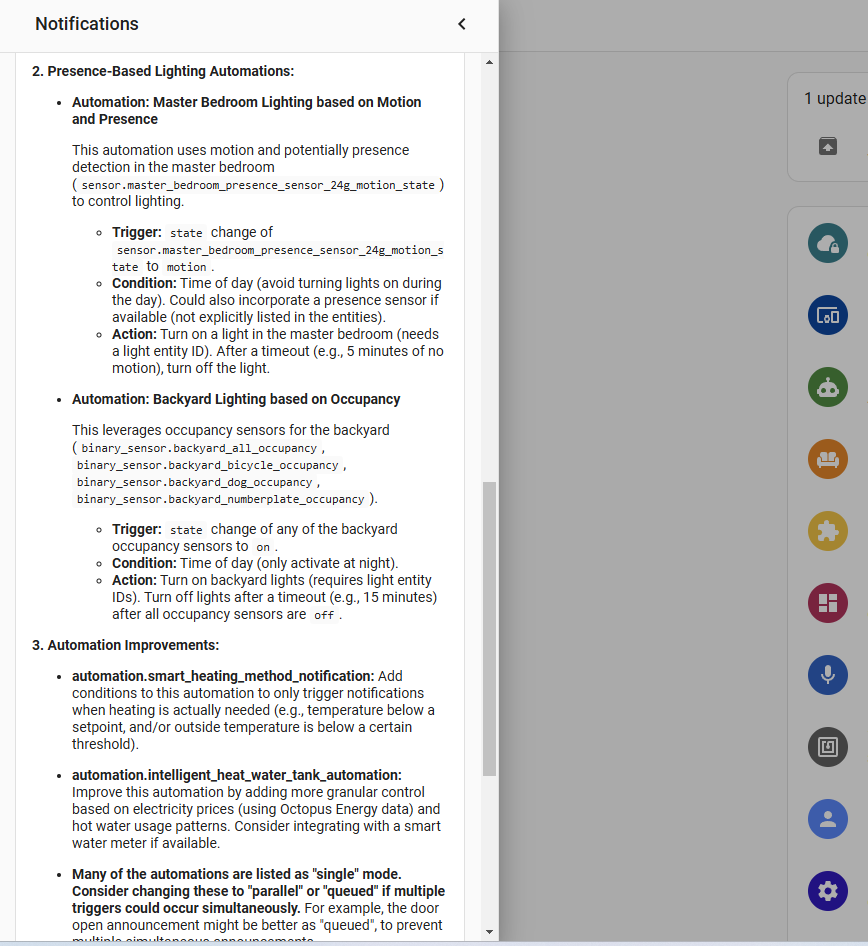 Notifications
1 update
2. Presence-Based Lighting Automations:
• Automation: Master Bedroom Lighting based on Motion
and Presence
This automation uses motion and potentially presence
detection in the master bedroom
( sensor.master_bedroom_presence_sensor_24g_motion_state )
to control lighting.
◦ Trigger: state change of
sensor.master_bedroom_presence_sensor_24g_motion_s
tate to motion .
◦ Condition: Time of day (avoid turning lights on during
the day). Could also incorporate a presence sensor if
available (not explicitly listed in the entities).
◦ Action: Turn on a light in the master bedroom (needs
a light entity ID). After a timeout (e.g., 5 minutes of no
motion), turn off the light.
• Automation: Backyard Lighting based on Occupancy
This leverages occupancy sensors for the backyard
( binary_sensor.backyard_all_occupancy ,
binary_sensor.backyard_bicycle_occupancy ,
binary_sensor.backyard_dog_occupancy ,
binary_sensor.backyard_numberplate_occupancy ).
◦ Trigger: state change of any of the backyard
occupancy sensors to on .
◦ Condition: Time of day (only activate at night).
◦ Action: Turn on backyard lights (requires light entity
IDs). Turn off lights after a timeout (e.g., 15 minutes)
after all occupancy sensors are off .
3. Automation Improvements:
• automation.smart_heating_method_notification: Add
conditions to this automation to only trigger notifications
when heating is actually needed (e.g., temperature below a
setpoint, and/or outside temperature is below a certain
threshold).
• automation.intelligent_heat_water_tank_automation:
Improve this automation by adding more granular control
based on electricity prices (using Octopus Energy data) and
hot water usage patterns. Consider integrating with a smart
water meter if available.
• Many of the automations are listed as "single" mode.
Consider changing these to "parallel" or "queued" if multiple
triggers could occur simultaneously. For example, the door
open announcement might be better as "queued", to prevent
multiple simultaneous announcements